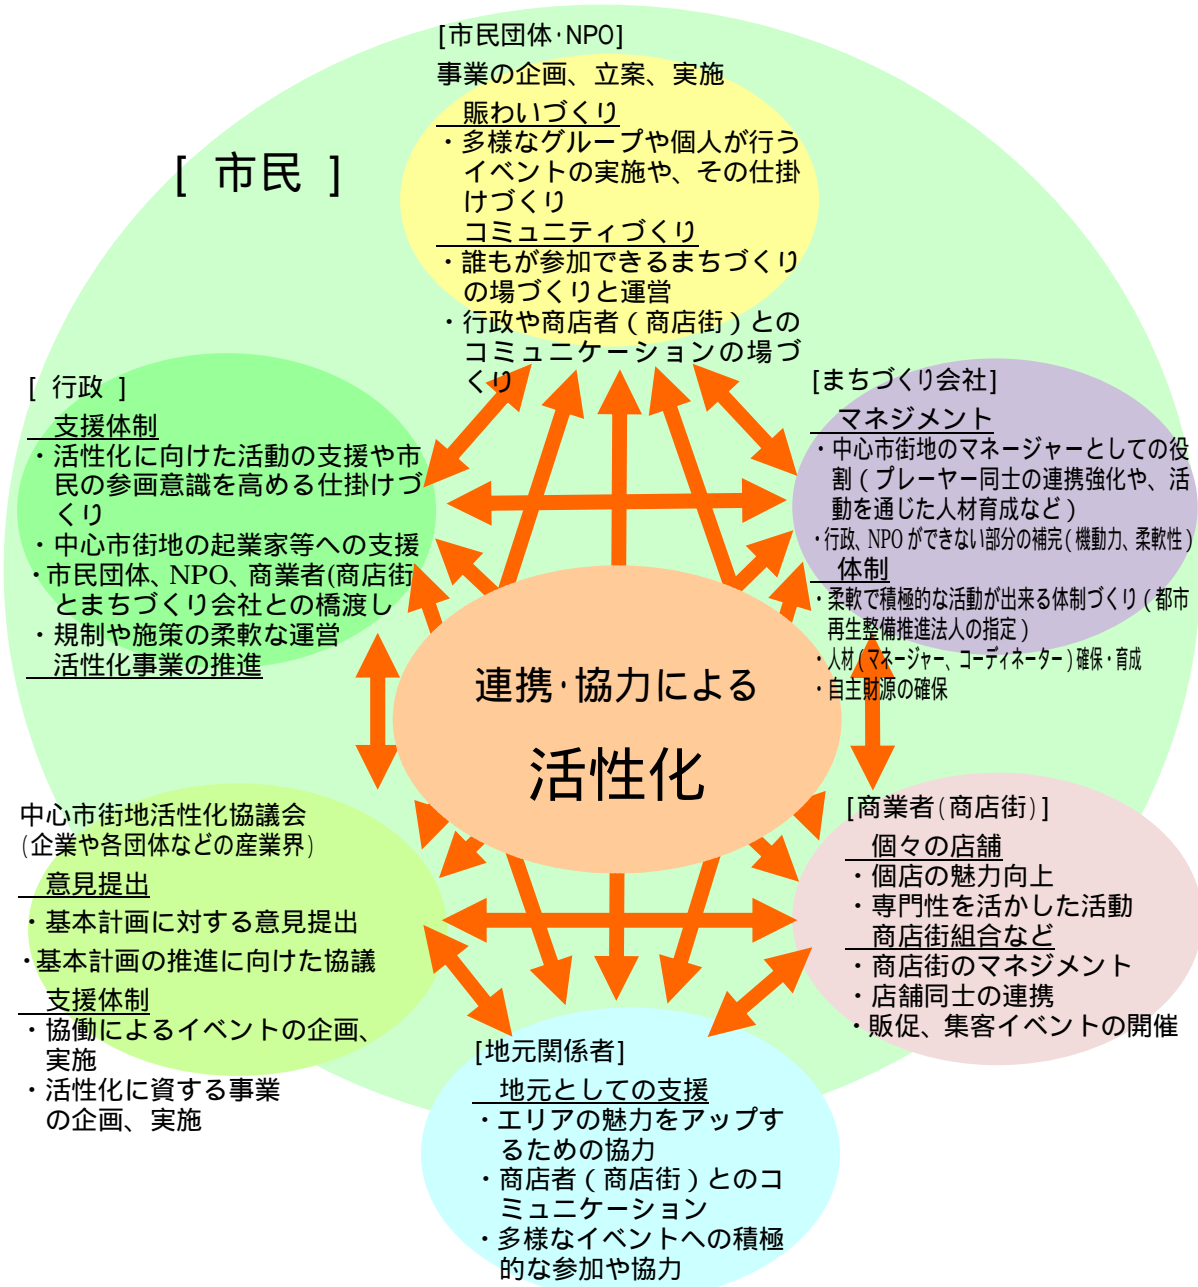 [市民団体･NPO]
事業の企画、立案、実施
賑わいづくり
・多様なグループや個人が行う
イベントの実施や、その仕掛
けづくり
コミュニティづくり
・誰もが参加できるまちづくり
の場づくりと運営
・行政や商店者（商店街）との
コミュニケーションの場づ
くり
[ 市民 ]
[ 行政 ]
支援体制
・活性化に向けた活動の支援や市
民の参画意識を高める仕掛けづ
くり
・中心市街地の起業家等への支援
・市民団体、NPO、商業者(商店街
とまちづくり会社との橋渡し
・規制や施策の柔軟な運営
活性化事業の推進
[まちづくり会社]
マネジメント
・中心市街地のマネージャーとしての役
割（プレーヤー同士の連携強化や、活
動を通じた人材育成など）
・行政、NPOができない部分の補完(機動力、柔軟性)
体制
・柔軟で積極的な活動が出来る体制づくり（都市
再生整備推進法人の指定）
・人材（マネージャー、コーディネーター）確保・育成
・自主財源の確保
連携･協力による
活性化
中心市街地活性化協議会
(企業や各団体などの産業界)
意見提出
・基本計画に対する意見提出
・基本計画の推進に向けた協議
支援体制
・協働によるイベントの企画、
実施
・活性化に資する事業
の企画、実施
[商業者(商店街)]
個々の店舗
・個店の魅力向上
・専門性を活かした活動
商店街組合など
・商店街のマネジメント
・店舗同士の連携
・販促、集客イベントの開催
[地元関係者]
地元としての支援
・エリアの魅力をアップす
るための協力
・商店者（商店街）とのコ
ミュニケーション
・多様なイベントへの積極
的な参加や協力